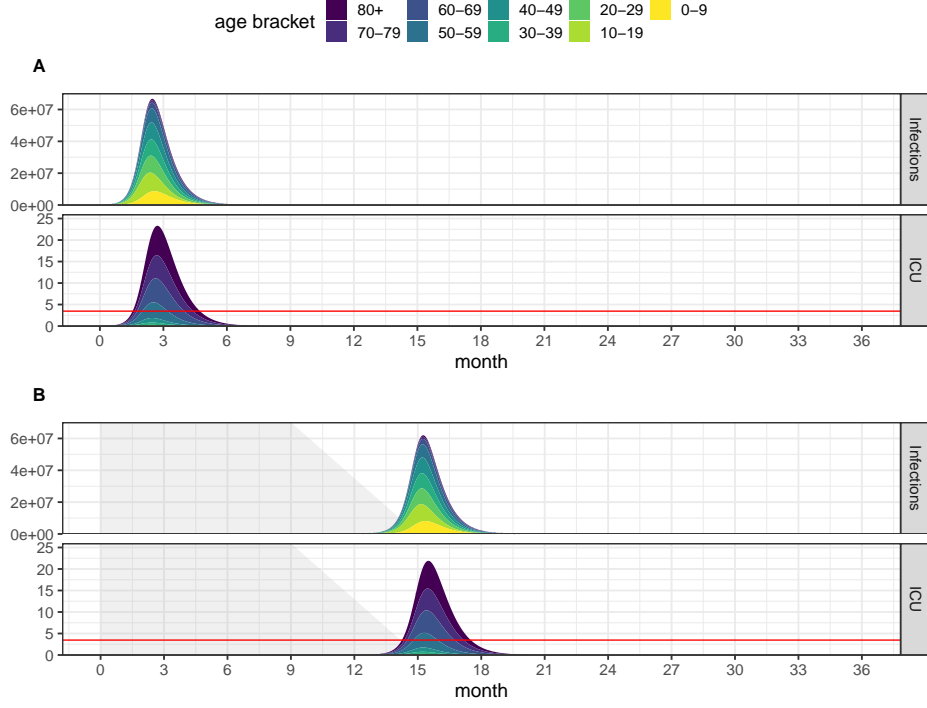 age bracket
80+ 60−69 40−49 20−29 0−9
70−79 50−59 30−39 10−19
A
6e+07
4e+07
2e+07
0e+00
Infections
25
20
15
10
5
0
ICU
0 3 6 9 12 15 18 21 24 27 30 33 36
month
B
6e+07
4e+07
2e+07
0e+00
Infections
25
20
15
10
5
0
ICU
0 3 6 9 12 15 18 21 24 27 30 33 36
month